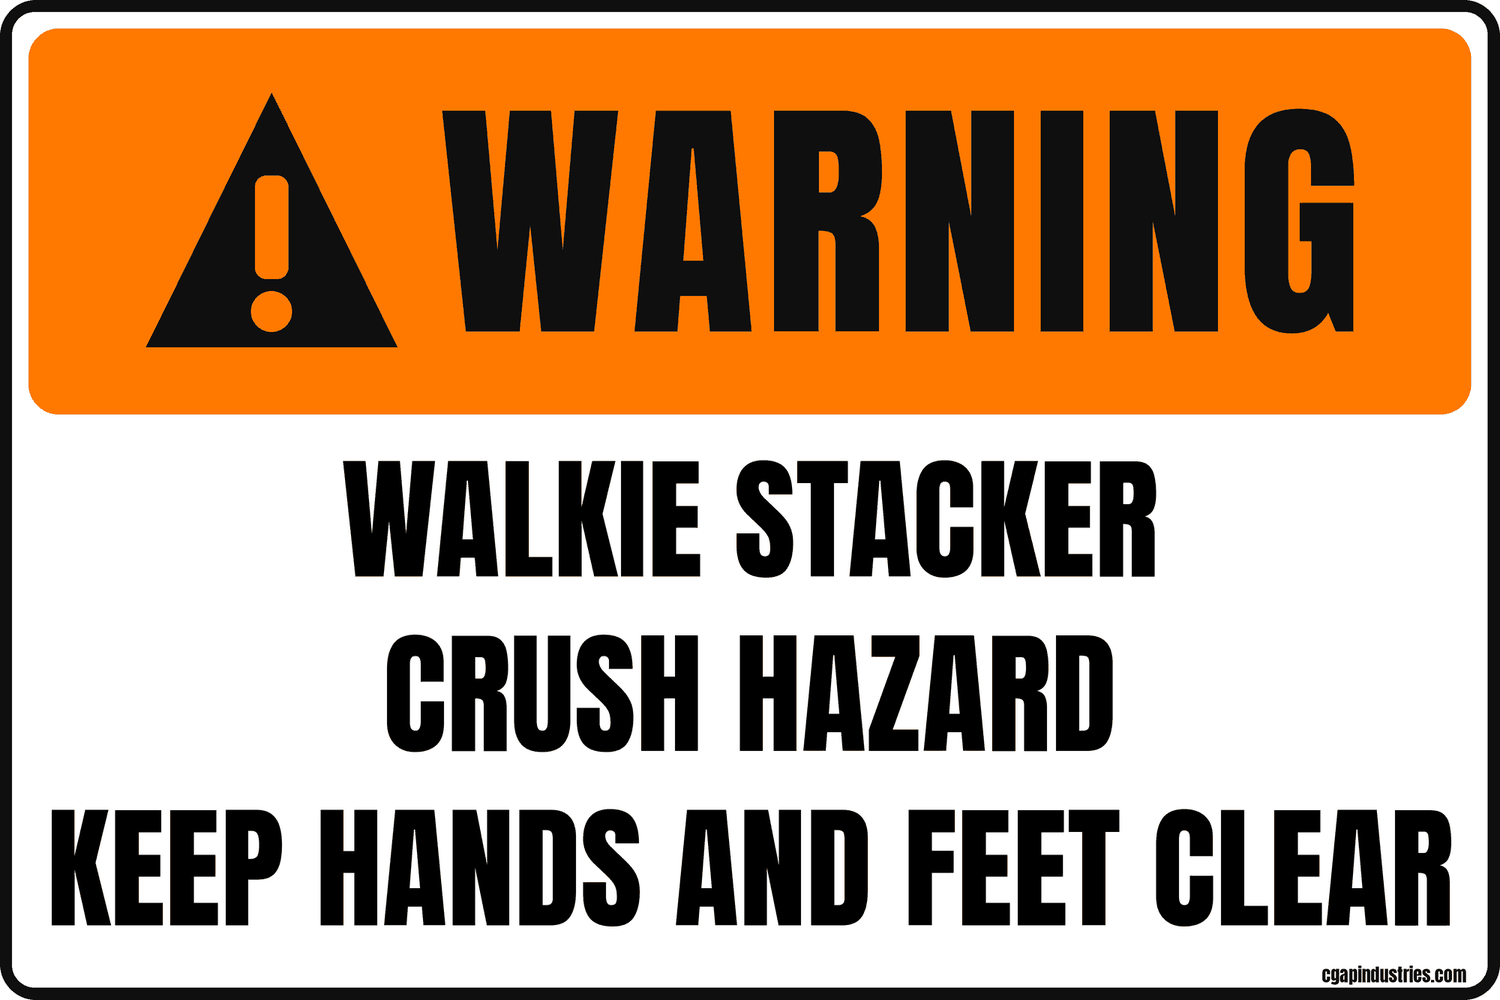 WARNING
WALKIE STACKER
CRUSH HAZARD
KEEP HANDS AND FEET CLEAR
cgapindustries.com